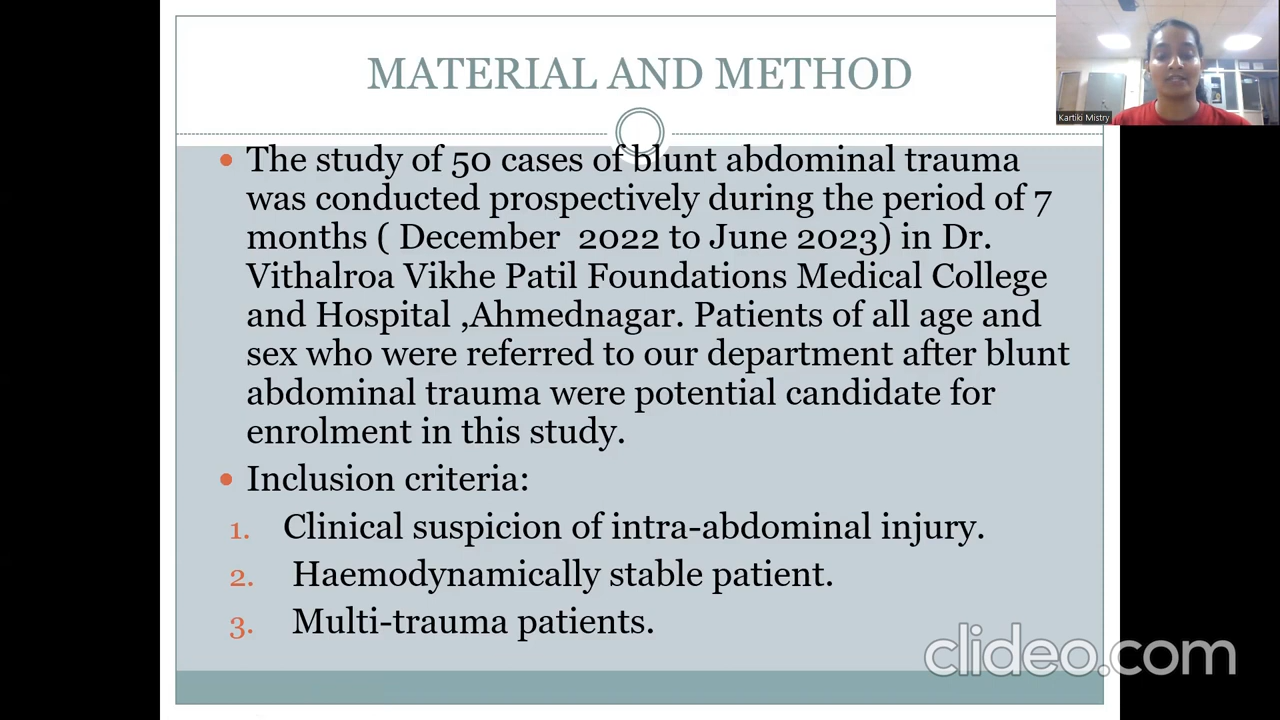 MATERIAL AND METHOD
Kartiki Mistry
• The study of 50 cases of blunt abdominal trauma
was conducted prospectively during the period of 7
months ( December  2022 to June 2023) in Dr.
Vithalroa Vikhe Patil Foundations Medical College
and Hospital ,Ahmednagar. Patients of all age and
sex who were referred to our department after blunt
abdominal trauma were potential candidate for
enrolment in this study.
• Inclusion criteria:
1. Clinical suspicion of intra-abdominal injury.
2. Haemodynamically stable patient.
3. Multi-trauma patients.
clideo.com